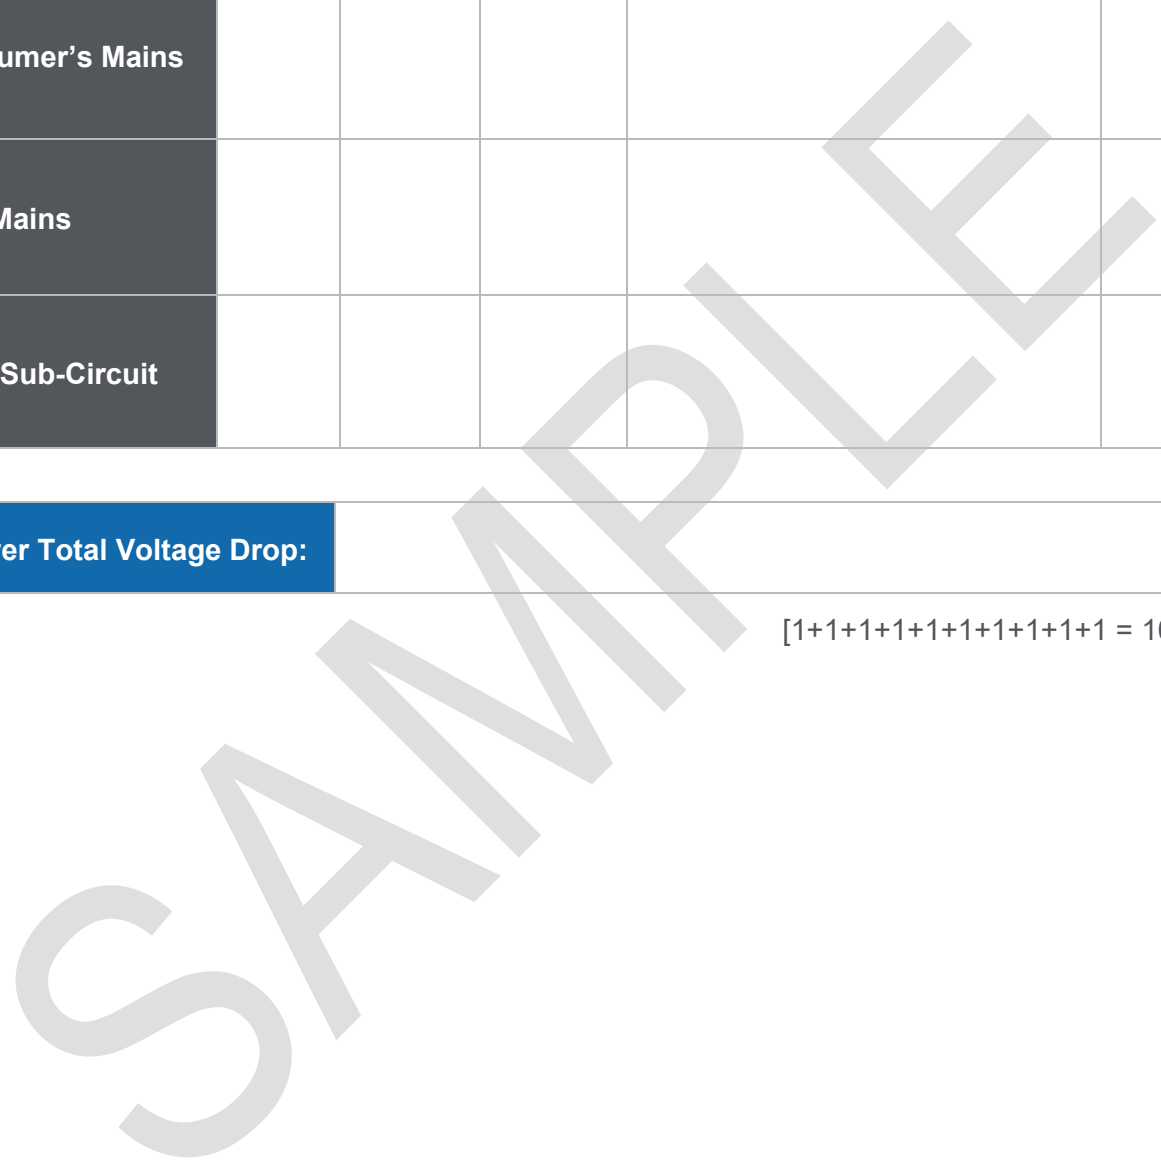 umer’s Mains
Mains
Sub-Circuit
er Total Voltage Drop:
[1+1+1+1+1+1+1+1+1+1 = 10
SAMPLE